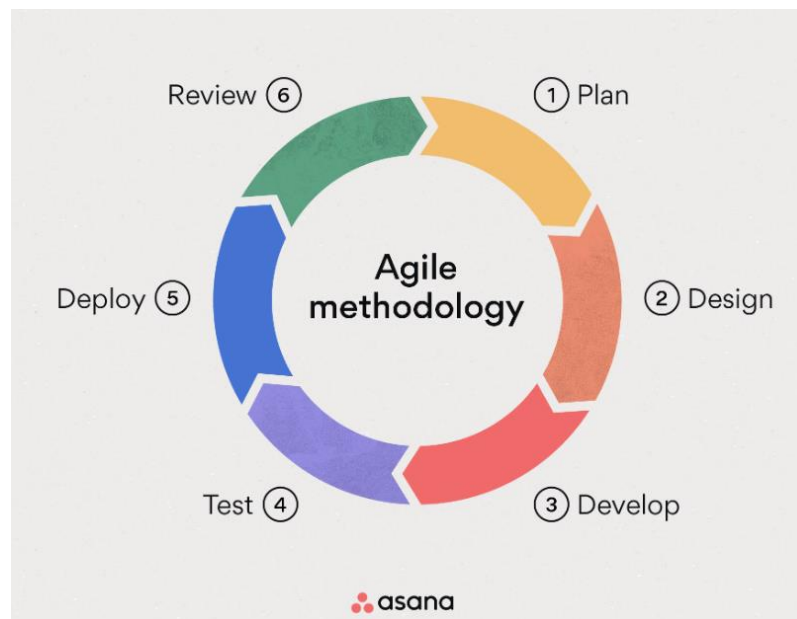 Agile
methodology
① Plan
② Design
③ Develop
Test ④
Deploy ⑤
Review ⑥
asana